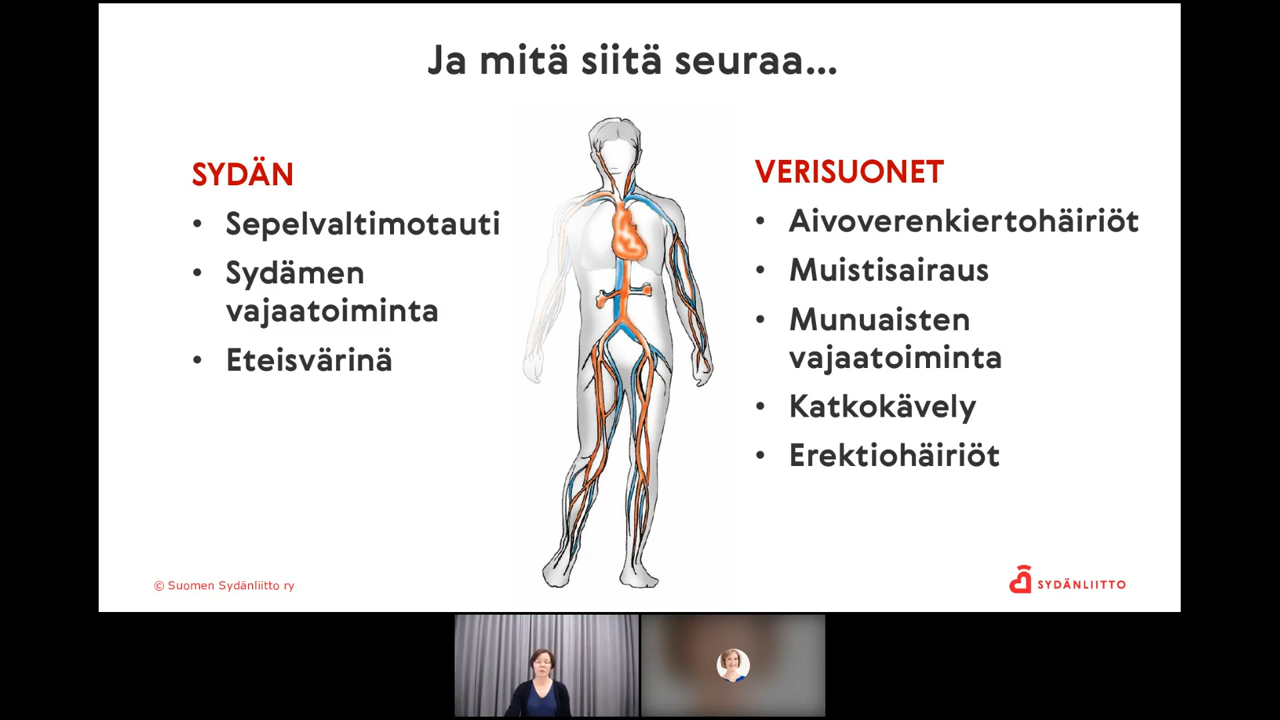 Ja mitä siitä seuraa...
SYDÄN
• Sepelvaltimotauti
• Sydämen
vajaatoiminta
• Eteisvärinä
VERISUONET
• Aivoverenkiertohäiriöt
• Muistisairaus
• Munuaisten
vajaatoiminta
• Katkokävely
• Erektiohäiriöt
© Suomen Sydänliitto ry
SYDÄNLIITTO